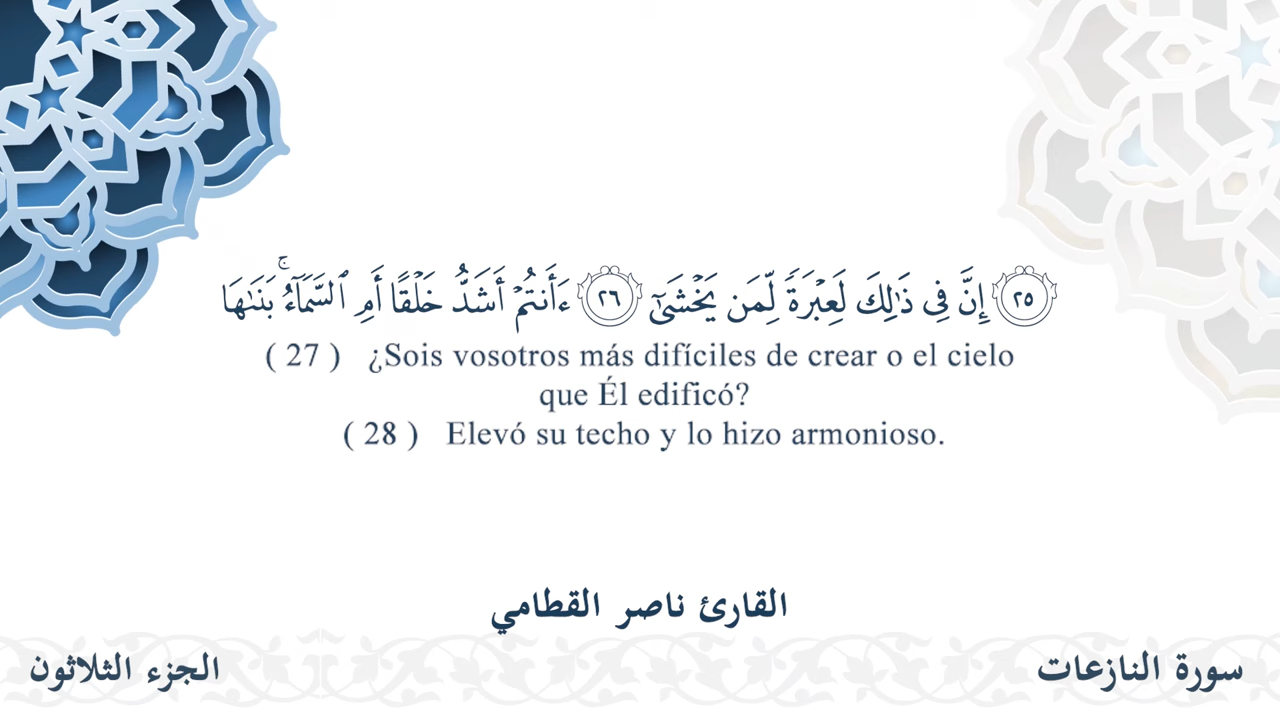 ٢٥ إِنَّ فِى ذَٰلِكَ لَعِبْرَةً لِّمَن يَخْشَىٰٓ ٢٦ ءَأَنتُمْ أَشَدُّ خَلْقًا أَمِ ٱلسَّمَآءُ ۚ بَنَىٰهَا
( 27 ) ¿Sois vosotros más difíciles de crear o el cielo
que Él edificó?
( 28 ) Elevó su techo y lo hizo armonioso.
القارئ ناصر القطامي
سورة النازعات
الجزء الثلاثون